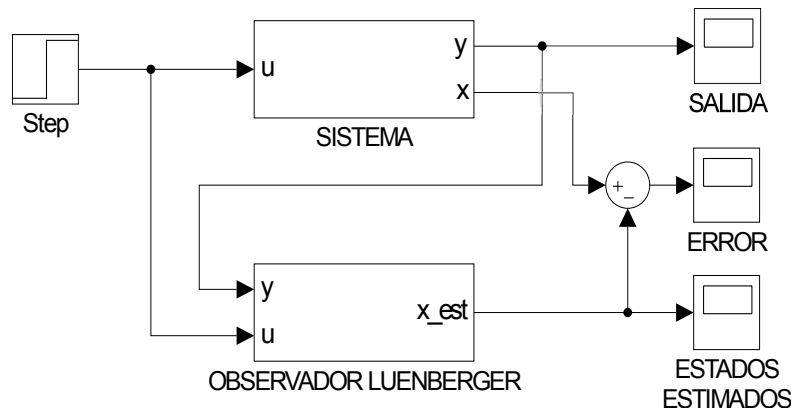 Step
u
y
x
SISTEMA
SALIDA
+
_
ERROR
y
u
x_est
OBSERVADOR LUENBERGER
ESTADOS
ESTIMADOS